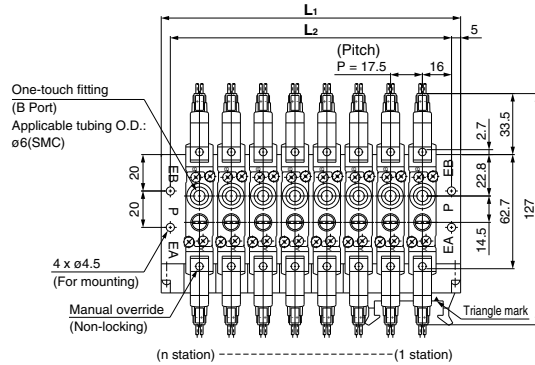 L1
L2
5
(Pitch)
P = 17.5
16
One-touch fitting
(B Port)
Applicable tubing O.D.:
ø6(SMC)
2.7
33.5
20
20
EB
P
EA
EB
P
EA
22.8
14.5
62.7
127
4 x ø4.5
(For mounting)
Manual override
(Non-locking)
Triangle mark
(n station)
(1 station)